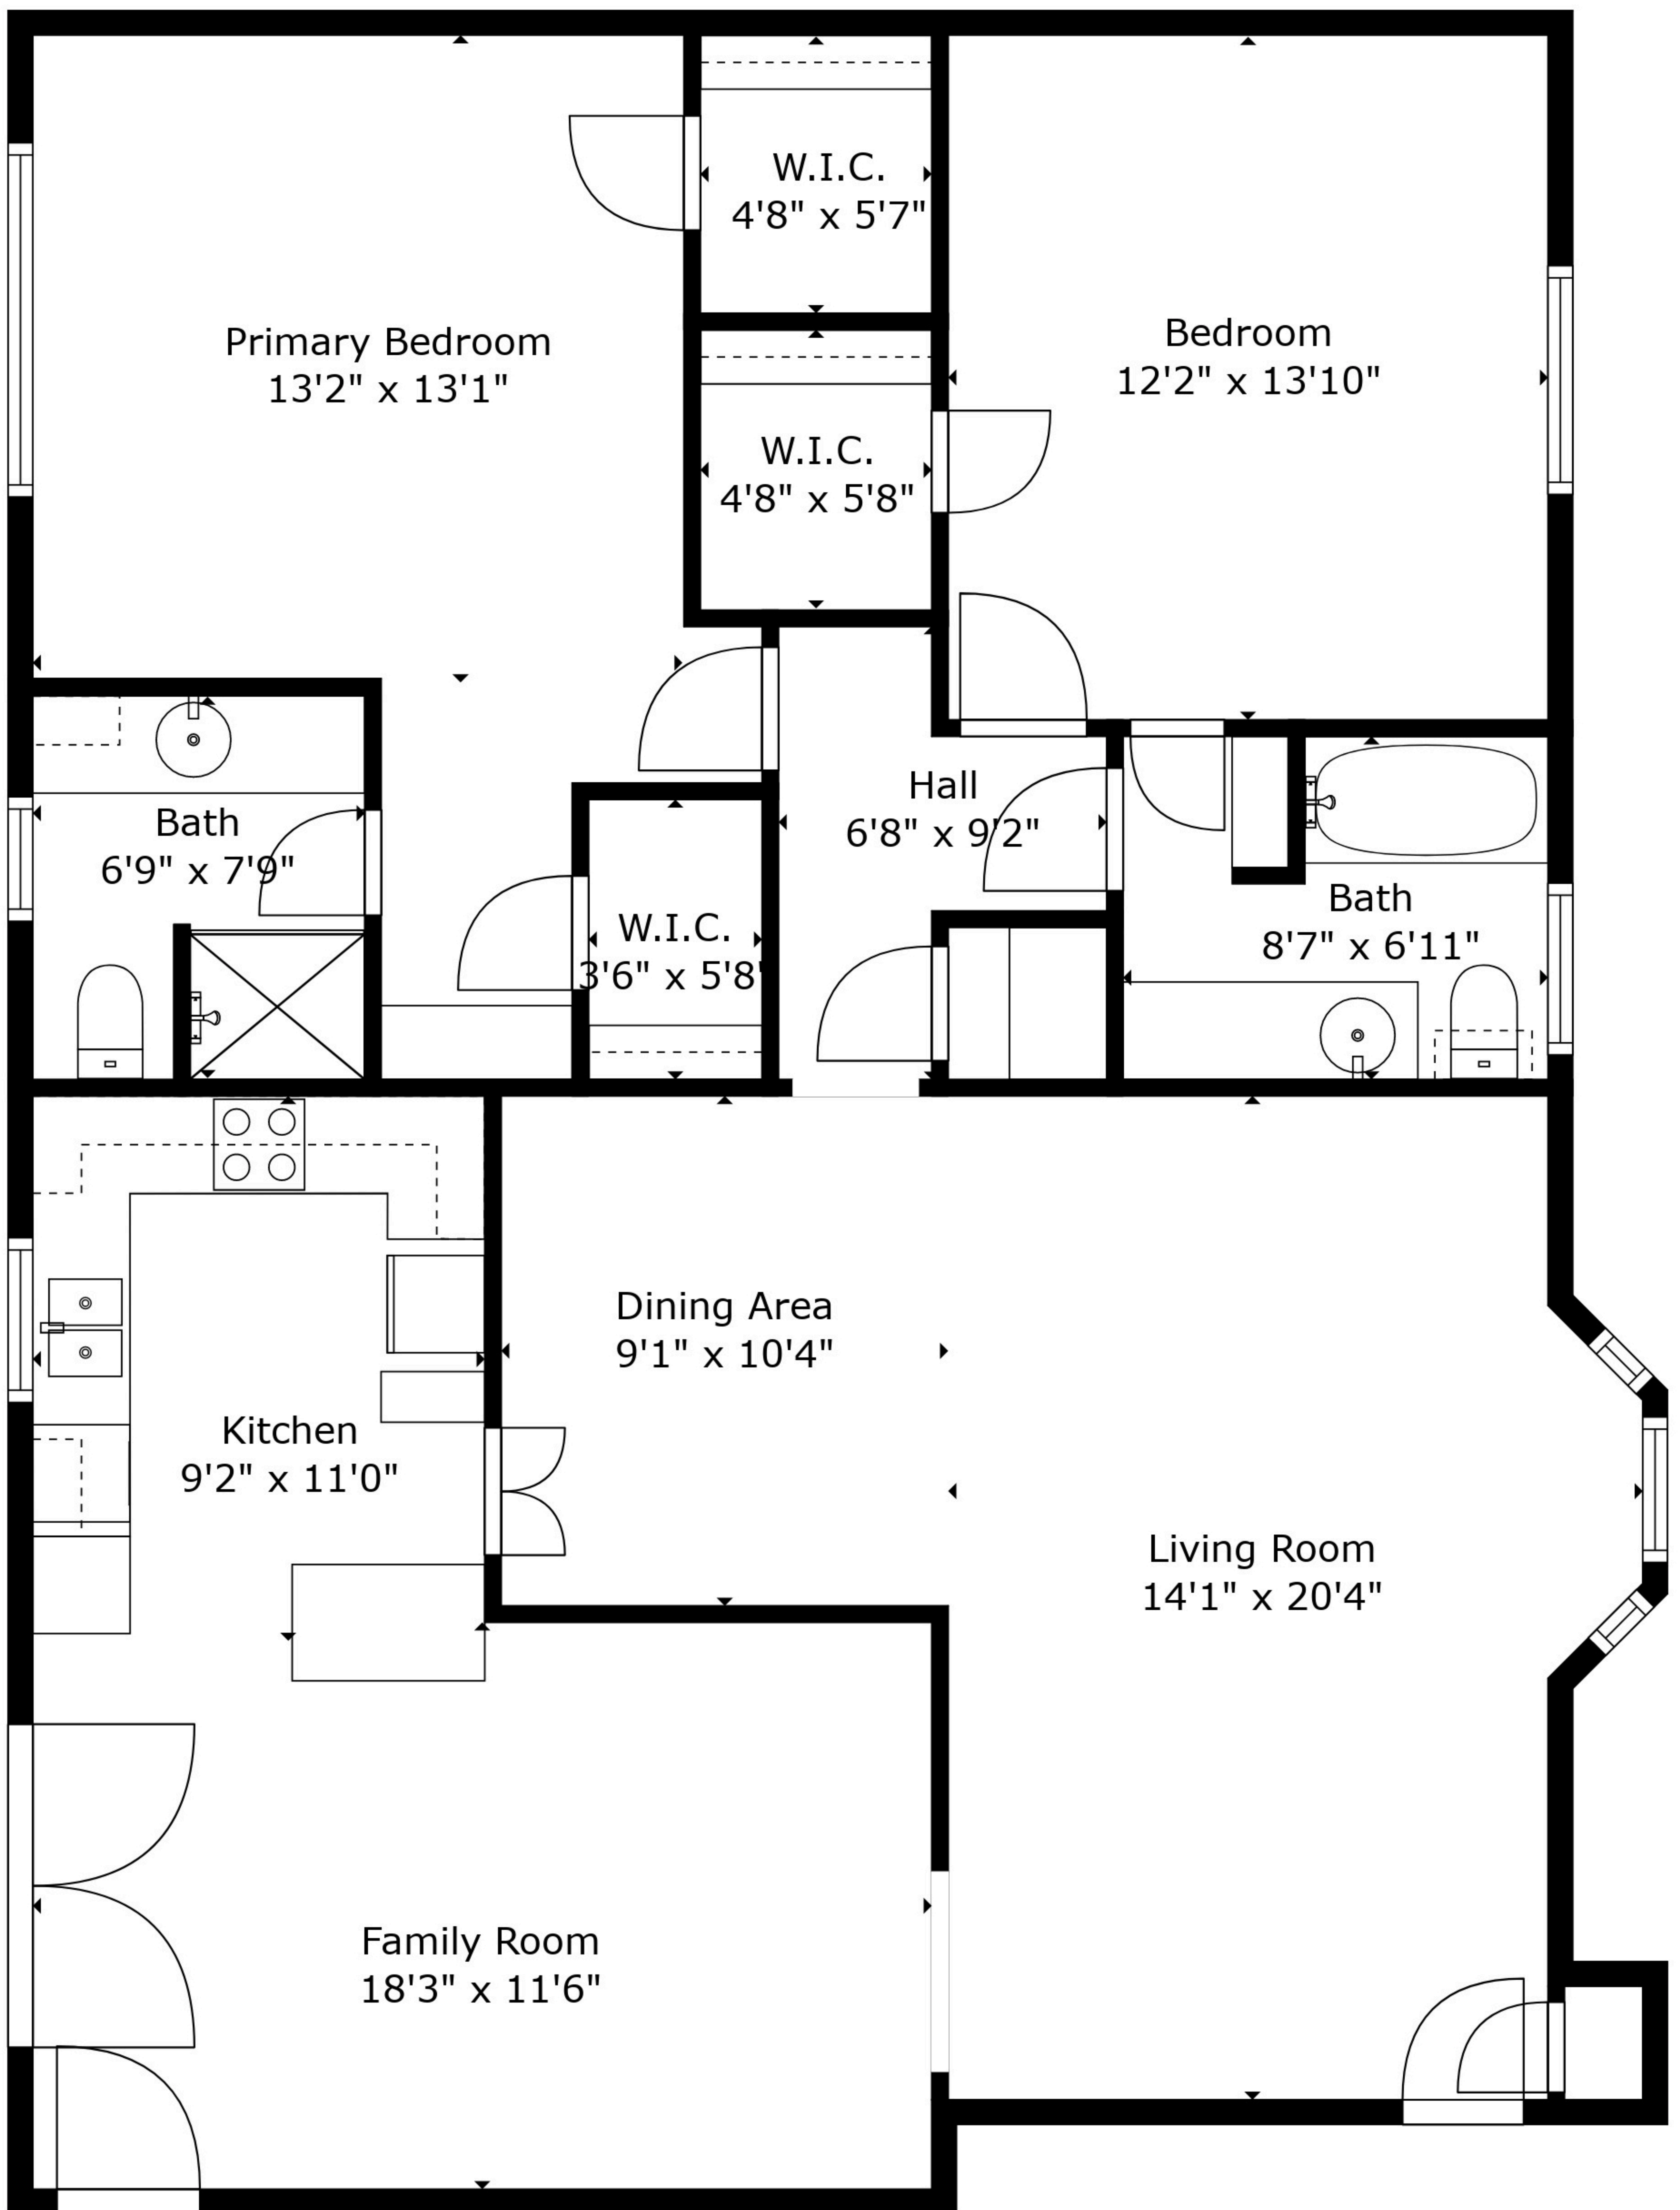 W.I.C.
4'8" x 5'7"
Primary Bedroom
13'2" x 13'1"
Bedroom
12'2" x 13'10"
W.I.C.
4'8" x 5'8"
Hall
6'8" x 9'2"
Bath
6'9" x 7'9"
W.I.C.
3'6" x 5'8"
Bath
8'7" x 6'11"
Dining Area
9'1" x 10'4"
Kitchen
9'2" x 11'0"
Living Room
14'1" x 20'4"
Family Room
18'3" x 11'6"